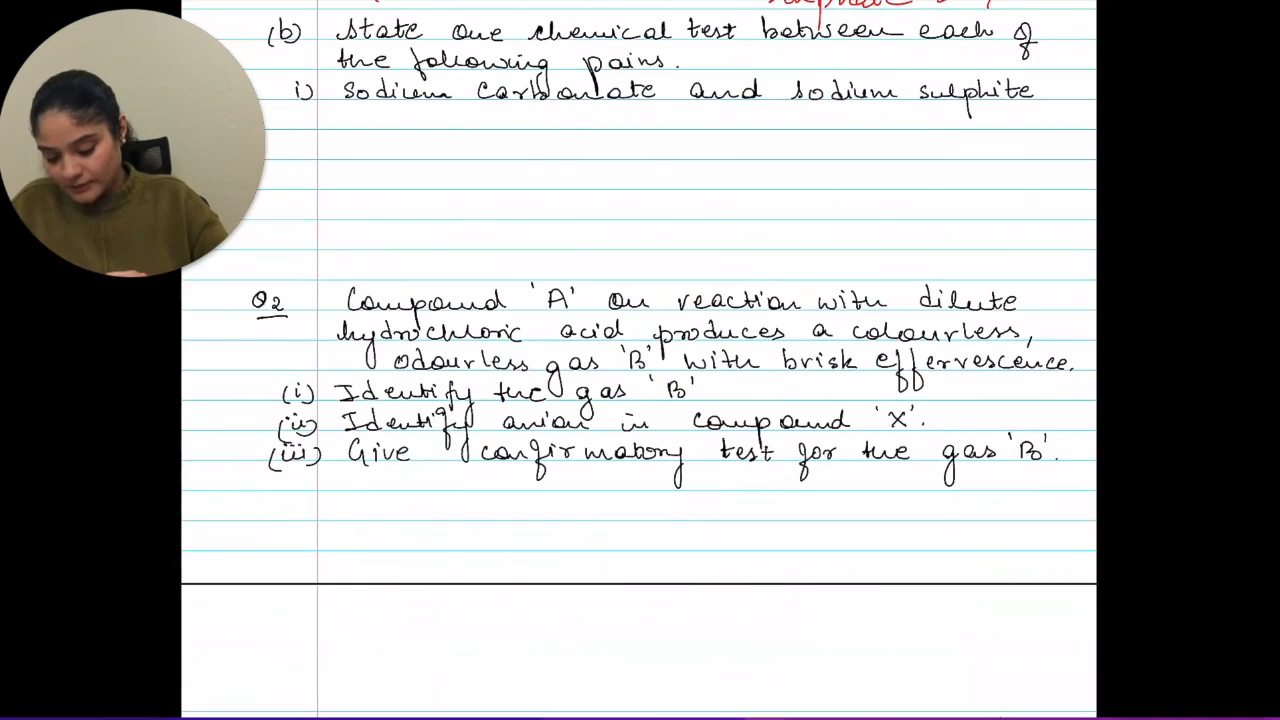 (b) State one chemical test between each of
the following pairs.
i) Sodium carbonate and sodium sulphite
Q2 Compound 'A' on reaction with dilute
hydrochloric acid produces a colourless,
odourless gas 'B' with brisk effervescence.
(i) Identify the gas 'B'
(ii) Identify anion in compound 'X'.
(iii) Give confirmatory test for the gas 'B'.